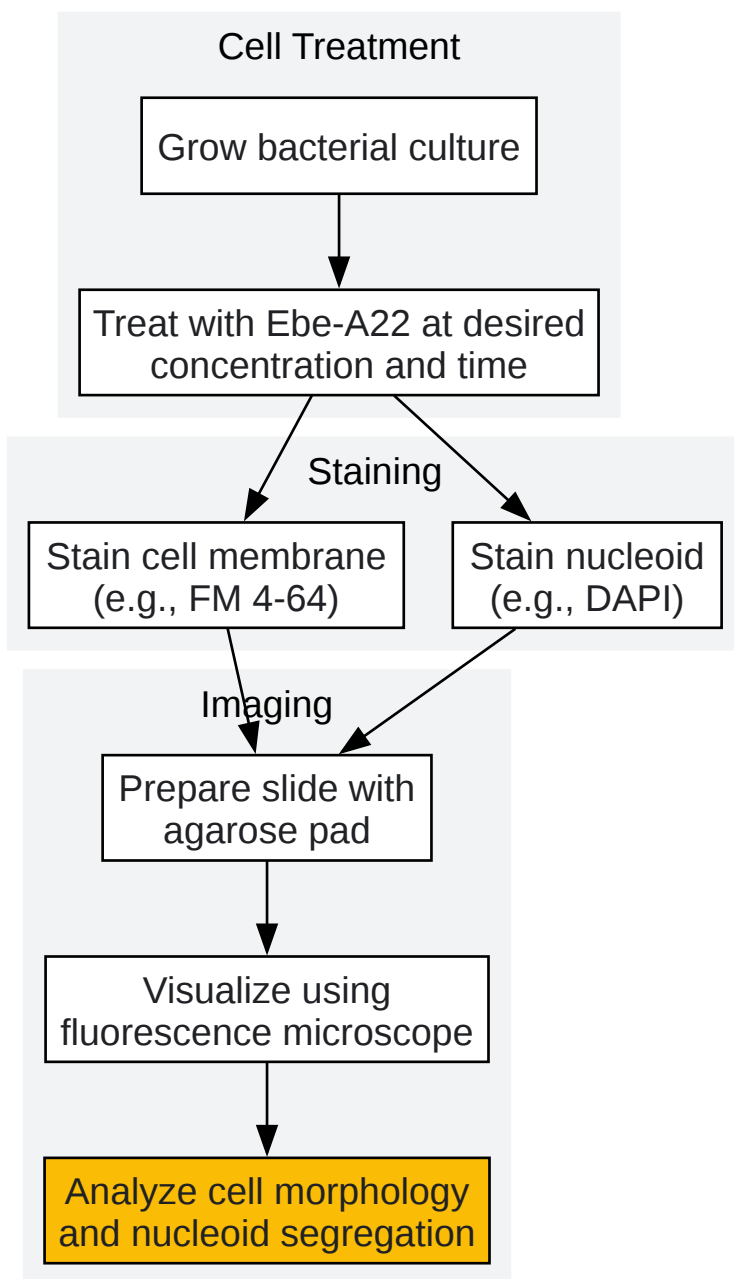 Cell Treatment
Grow bacterial culture
Treat with Ebe-A22 at desired
concentration and time
Staining
Stain cell membrane
(e.g., FM 4-64)
Stain nucleoid
(e.g., DAPI)
Imaging
Prepare slide with
agarose pad
Visualize using
fluorescence microscope
Analyze cell morphology
and nucleoid segregation